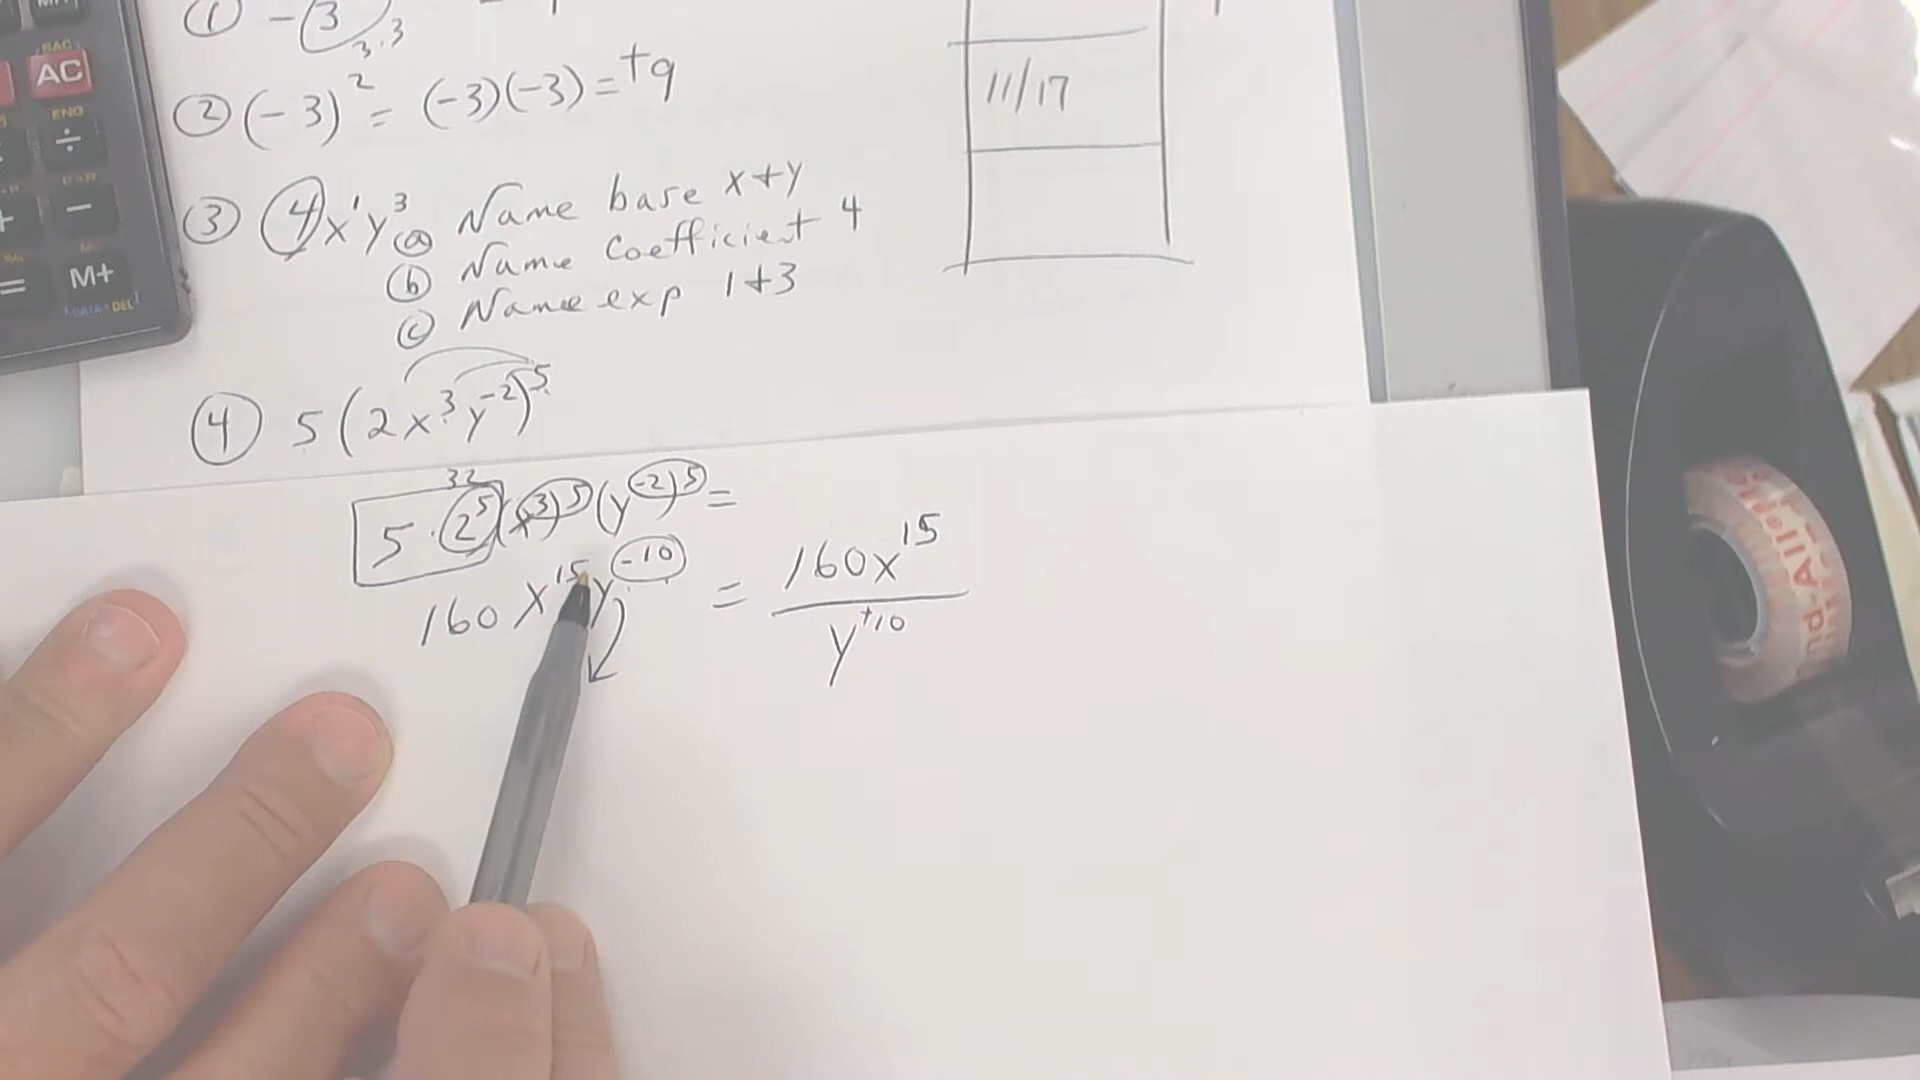 ① -3
3·3
② (-3)² = (-3)(-3) = +9
11/17
③ 4x¹y³ ⓐ Name base x+y
ⓑ Name Coefficient 4
ⓒ Name exp 1+3
④ 5(2x³y⁻²)⁵
32
5·2⁵(x³)⁵(y⁻²)⁵ =
160x¹⁵y⁻¹⁰ = 160x¹⁵
y⁺¹⁰
AC
ENG
÷
−
+
= M+